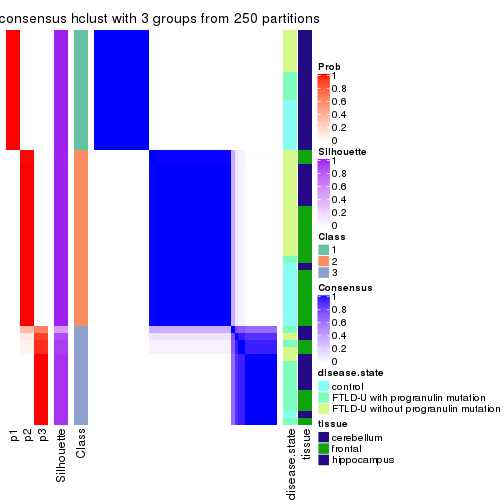 consensus hclust with 3 groups from 250 partitions
Prob
1
0.8
0.6
0.4
0.2
0
Silhouette
1
0.8
0.6
0.4
0.2
0
Class
1
2
3
Consensus
1
0.8
0.6
0.4
0.2
0
disease.state
control
FTLD-U with progranulin mutation
FTLD-U without progranulin mutation
tissue
cerebellum
frontal
hippocampus
p1
p2
p3
Silhouette
Class
disease.state
tissue